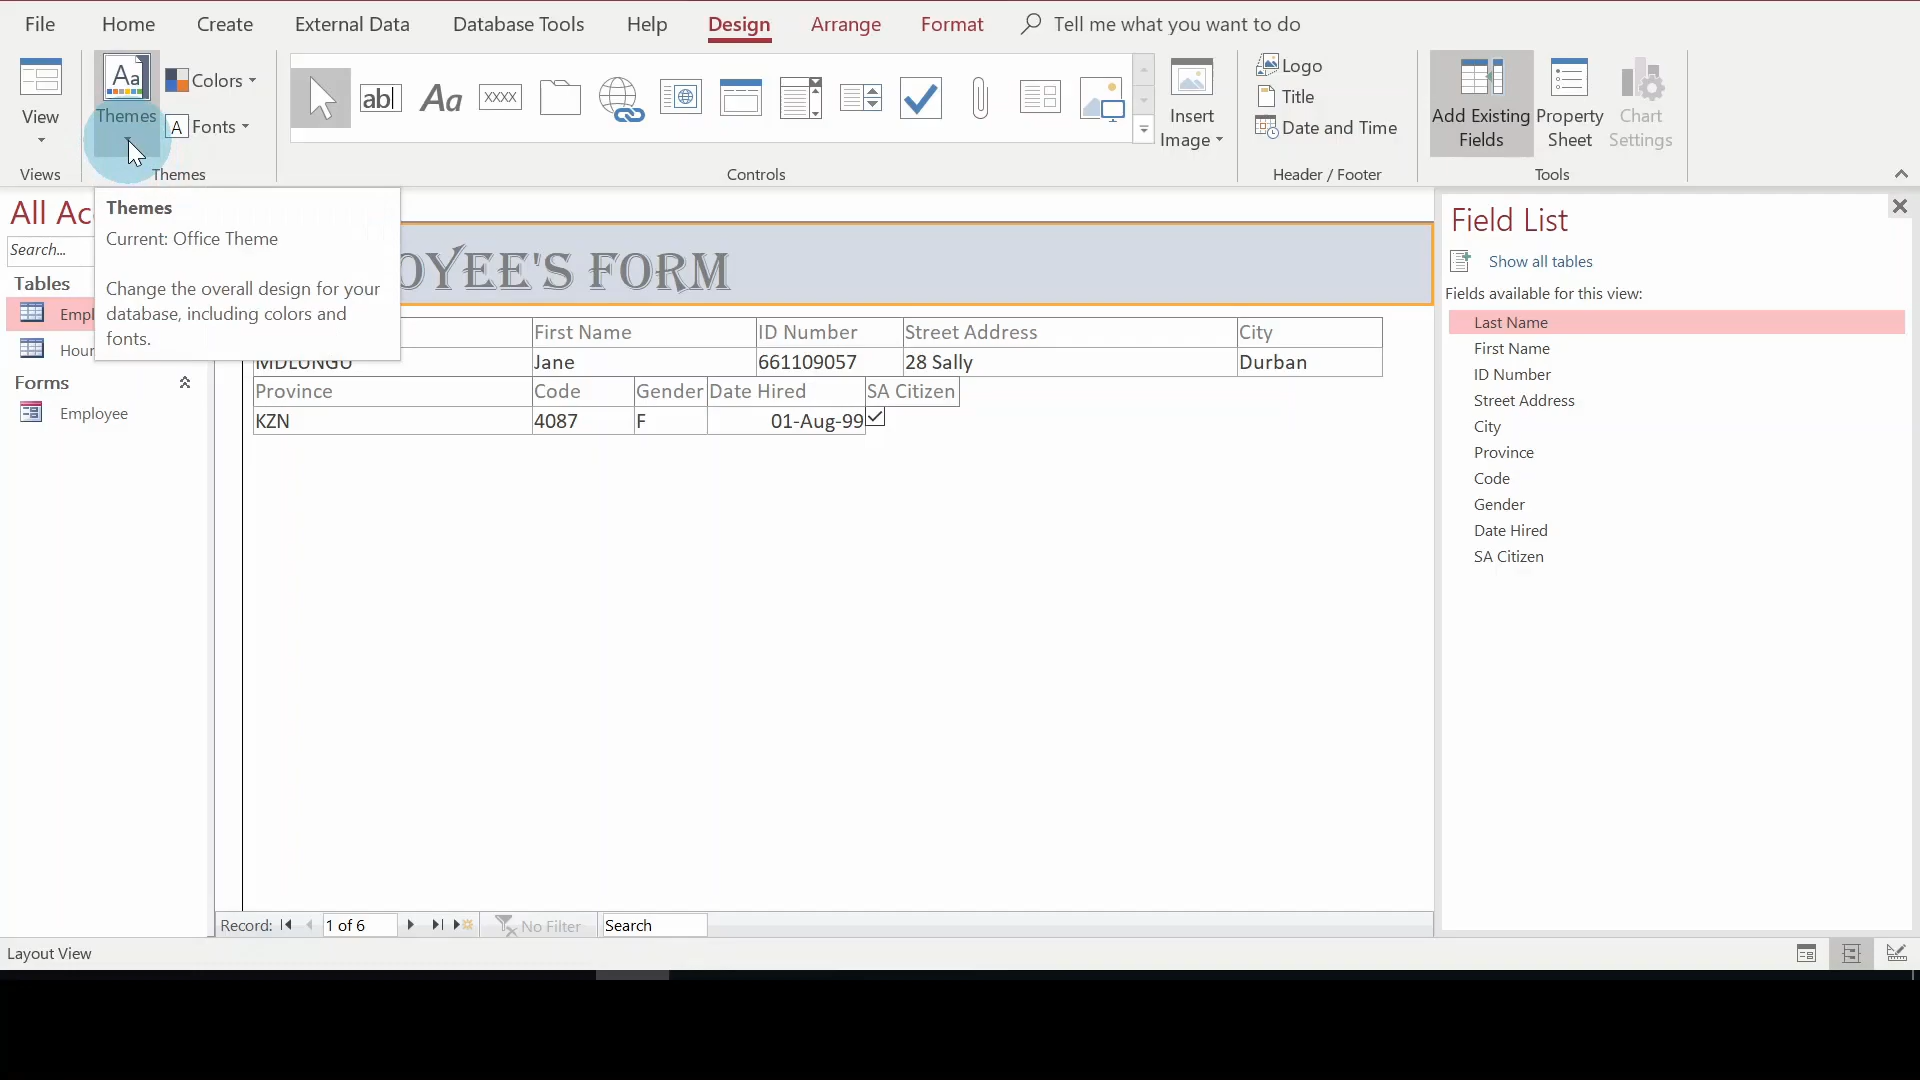 File Home Create External Data Database Tools Help Design Arrange Format Tell me what you want to do
View
Views
Aa
Themes
Colors
A Fonts
Themes
ab|
Aa
XXXX
Controls
Insert
Image
Logo
Title
Date and Time
Header / Footer
Add Existing
Fields
Property
Sheet
Chart
Settings
Tools
All Ac
Search...
Tables
Empl
Hour
Forms
Employee
Themes
Current: Office Theme
Change the overall design for your
database, including colors and
fonts.
OYEE'S FORM
First Name ID Number Street Address City
MDLUNGU Jane 661109057 28 Sally Durban
Province Code Gender Date Hired SA Citizen
KZN 4087 F 01-Aug-99
Field List
Show all tables
Fields available for this view:
Last Name
First Name
ID Number
Street Address
City
Province
Code
Gender
Date Hired
SA Citizen
Record: 1 of 6 No Filter Search
Layout View